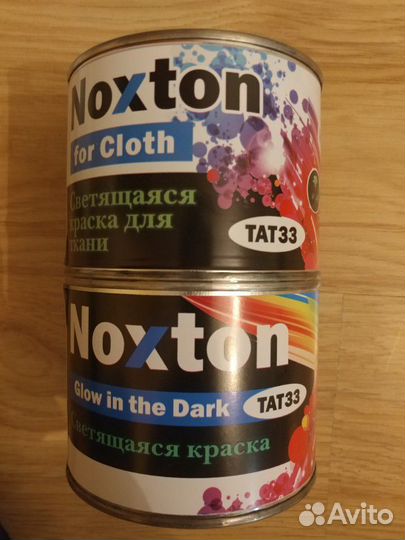 Noxton
for Cloth
Светящаяся
краска для
ткани
TAT33
Noxton
Glow in the Dark
TAT33
Светящаяся краска
Avito